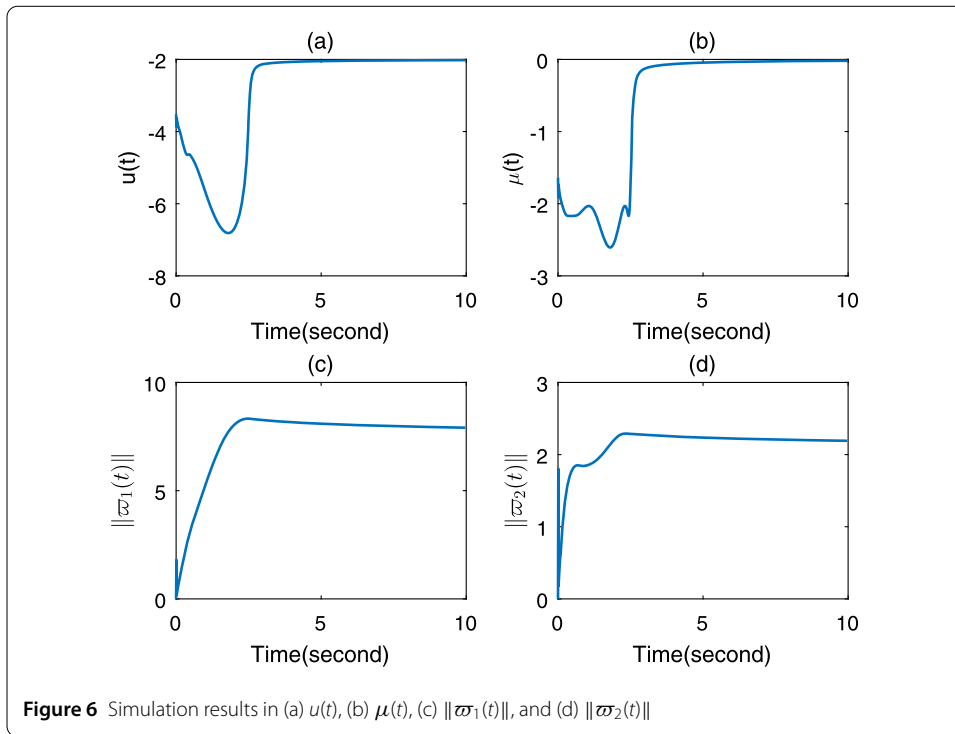 (a)
-2
-4
-6
-8
u(t)
0 5 10
Time(second)
(b)
0
-1
-2
-3
μ(t)
0 5 10
Time(second)
(c)
10
5
0
‖ϖ₁(t)‖
0 5 10
Time(second)
(d)
3
2
1
0
‖ϖ₂(t)‖
0 5 10
Time(second)
Figure 6 Simulation results in (a) u(t), (b) μ(t), (c) ‖ϖ₁(t)‖, and (d) ‖ϖ₂(t)‖